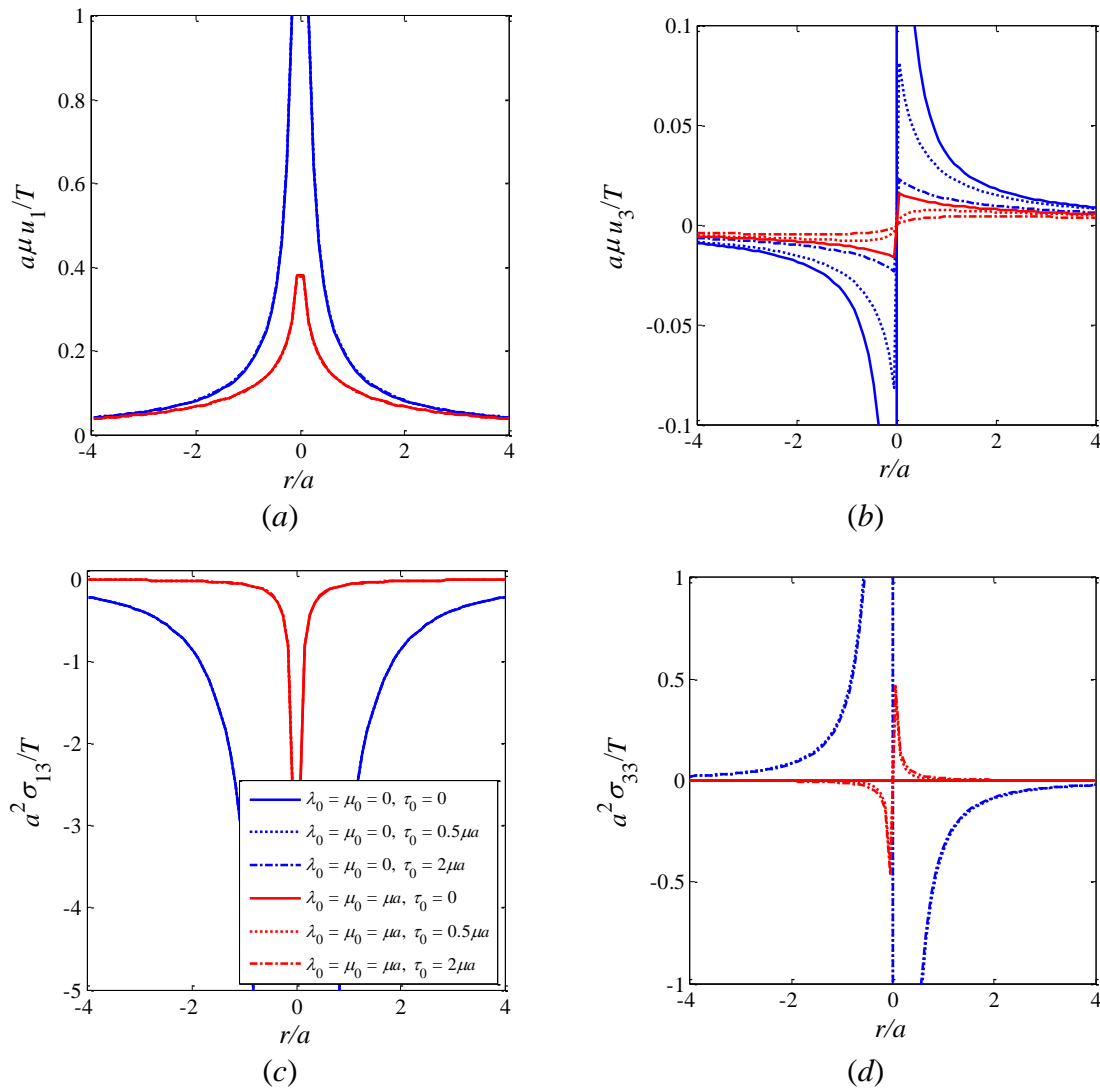 1
0.8
0.6
0.4
0.2
0
-4 -2 0 2 4
aμu₁/T
r/a
(a)
0.1
0.05
0
-0.05
-0.1
-4 -2 0 2 4
aμu₃/T
r/a
(b)
0
-1
-2
-3
-4
-5
-4 -2 0 2 4
a² σ₁₃/T
r/a
λ₀ = μ₀ = 0, τ₀ = 0
λ₀ = μ₀ = 0, τ₀ = 0.5μa
λ₀ = μ₀ = 0, τ₀ = 2μa
λ₀ = μ₀ = μa, τ₀ = 0
λ₀ = μ₀ = μa, τ₀ = 0.5μa
λ₀ = μ₀ = μa, τ₀ = 2μa
(c)
1
0.5
0
-0.5
-1
-4 -2 0 2 4
a² σ₃₃/T
r/a
(d)